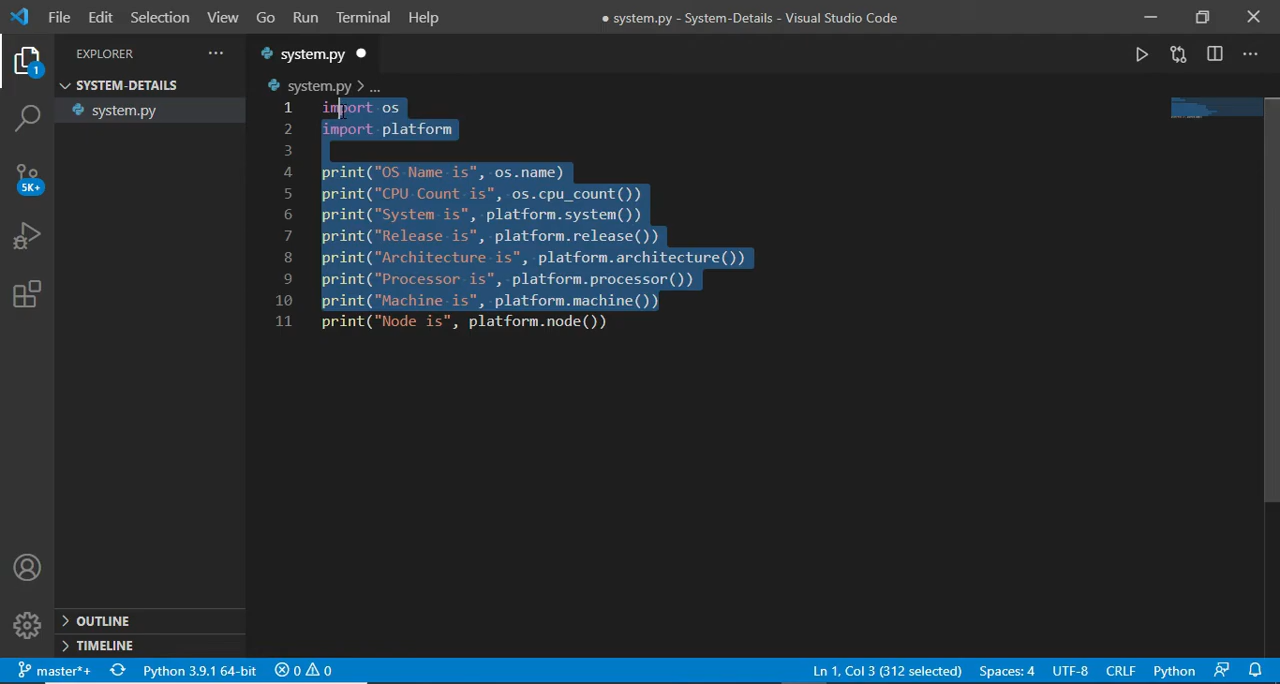 File Edit Selection View Go Run Terminal Help ● system.py - System-Details - Visual Studio Code
EXPLORER ··· system.py ●
SYSTEM-DETAILS system.py > ...
system.py
1 import os
2 import platform
3
4 print("OS Name is", os.name)
5 print("CPU Count is", os.cpu_count())
6 print("System is", platform.system())
7 print("Release is", platform.release())
8 print("Architecture is", platform.architecture())
9 print("Processor is", platform.processor())
10 print("Machine is", platform.machine())
11 print("Node is", platform.node())
1
5K+
OUTLINE
TIMELINE
master*+ Python 3.9.1 64-bit 0 0 Ln 1, Col 3 (312 selected) Spaces: 4 UTF-8 CRLF Python